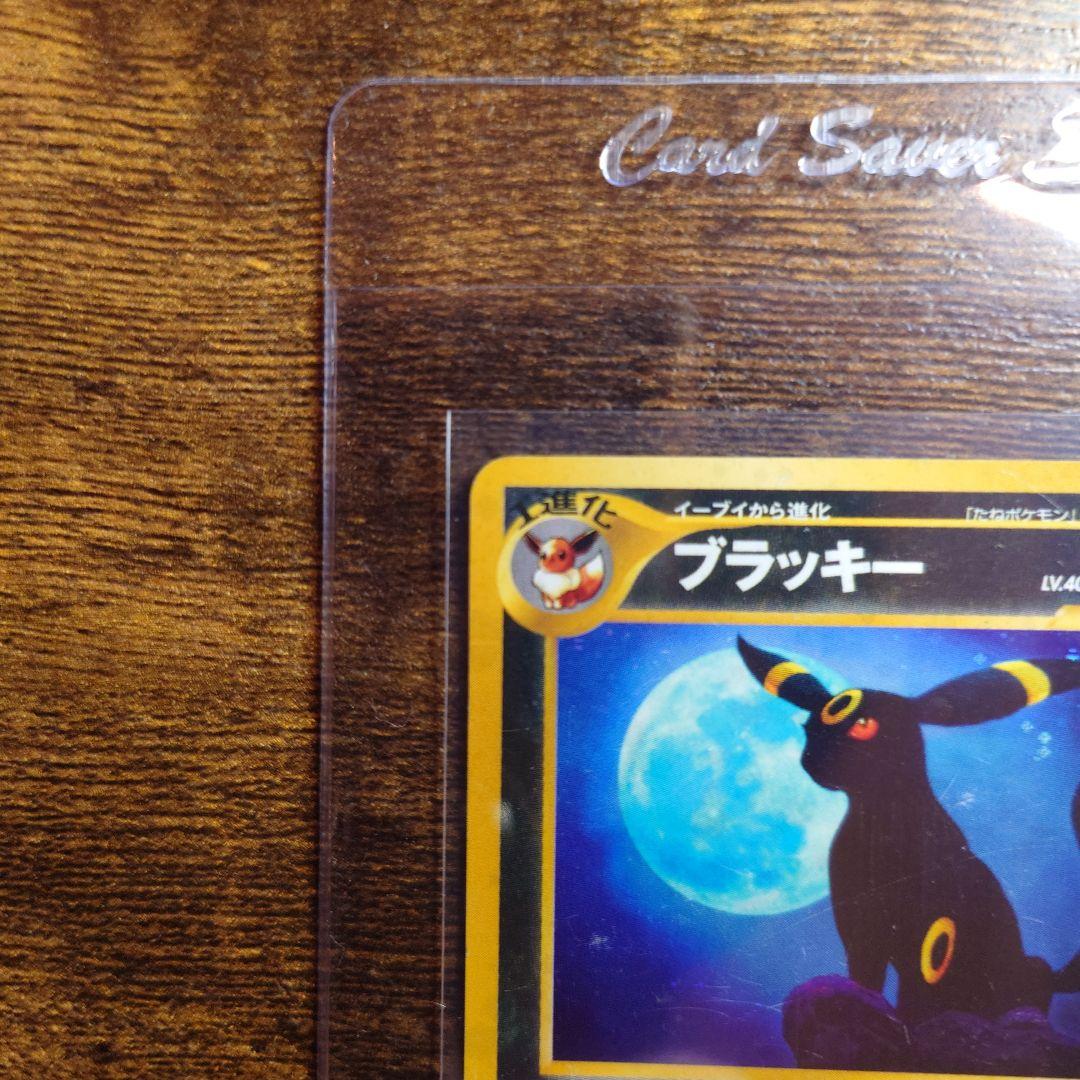 Card Saver
1進化
イーブイから進化
「たねポケモン」
ブラッキー
LV.40